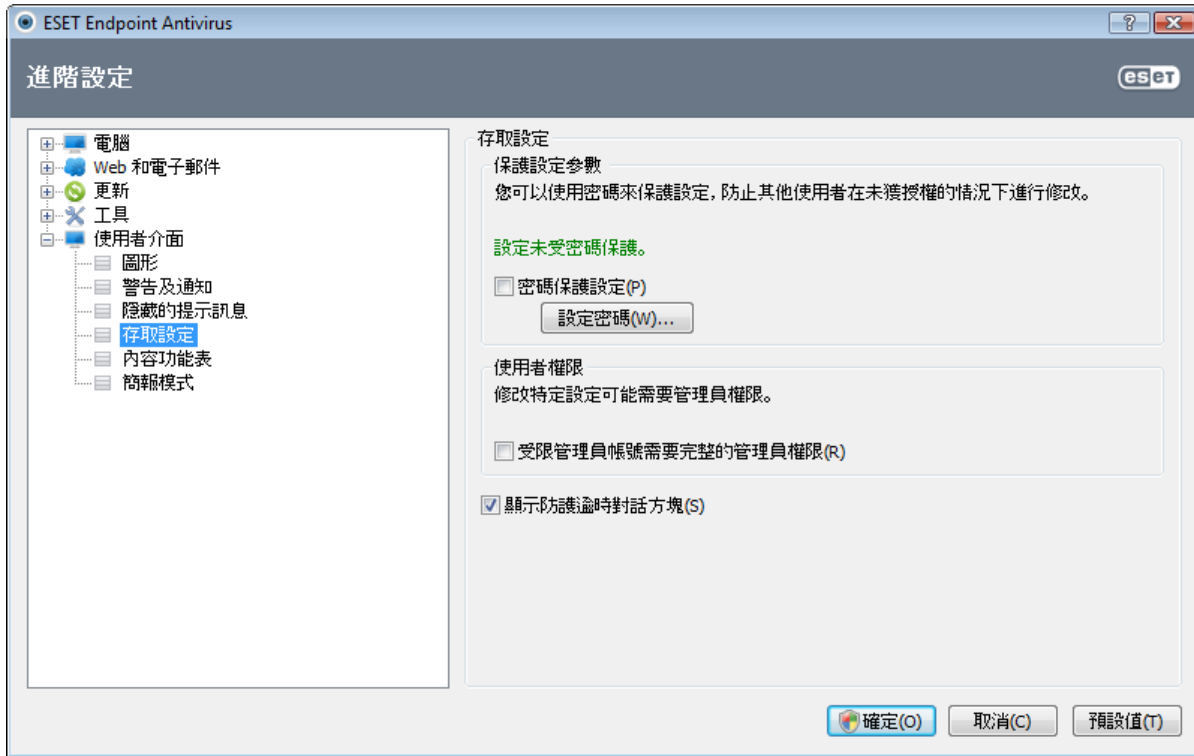 ESET Endpoint Antivirus
進階設定
eset
電腦
Web 和電子郵件
更新
工具
使用者介面
圖形
警告及通知
隱藏的提示訊息
存取設定
內容功能表
簡報模式
存取設定
保護設定參數
您可以使用密碼來保護設定，防止其他使用者在未獲授權的情況下進行修改。
設定未受密碼保護。
密碼保護設定(P)
設定密碼(W)...
使用者權限
修改特定設定可能需要管理員權限。
受限管理員帳號需要完整的管理員權限(R)
顯示防護逾時對話方塊(S)
確定(O)
取消(C)
預設值(T)